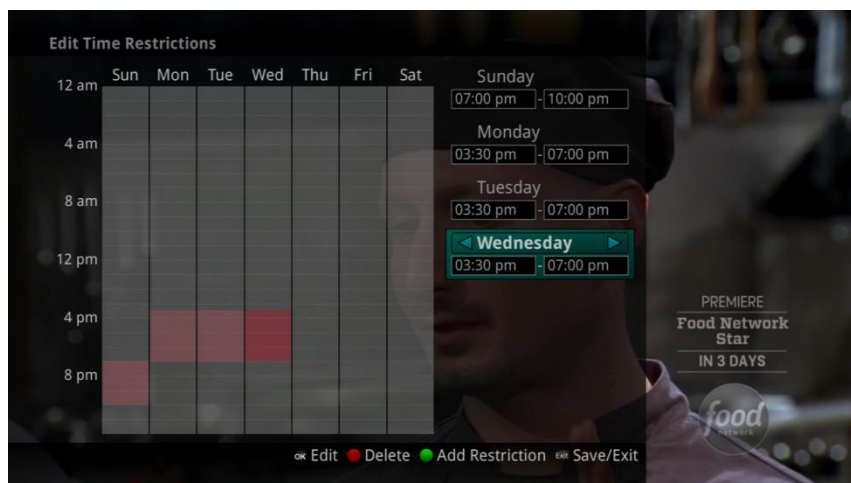 Edit Time Restrictions
Sun Mon Tue Wed Thu Fri Sat
12 am
4 am
8 am
12 pm
4 pm
8 pm
Sunday
07:00 pm - 10:00 pm
Monday
03:30 pm - 07:00 pm
Tuesday
03:30 pm - 07:00 pm
Wednesday
03:30 pm - 07:00 pm
PREMIERE
Food Network
Star
IN 3 DAYS
food
network
OK Edit Delete Add Restriction Exit Save/Exit